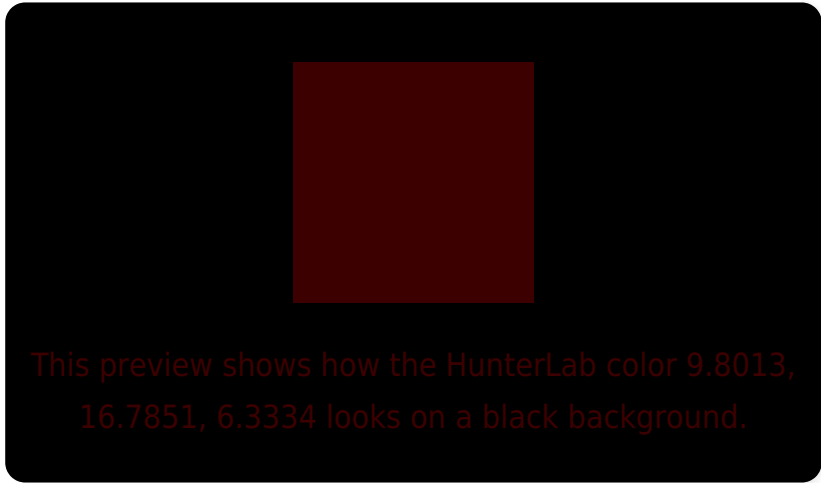 This preview shows how the HunterLab color 9.8013,
16.7851, 6.3334 looks on a black background.